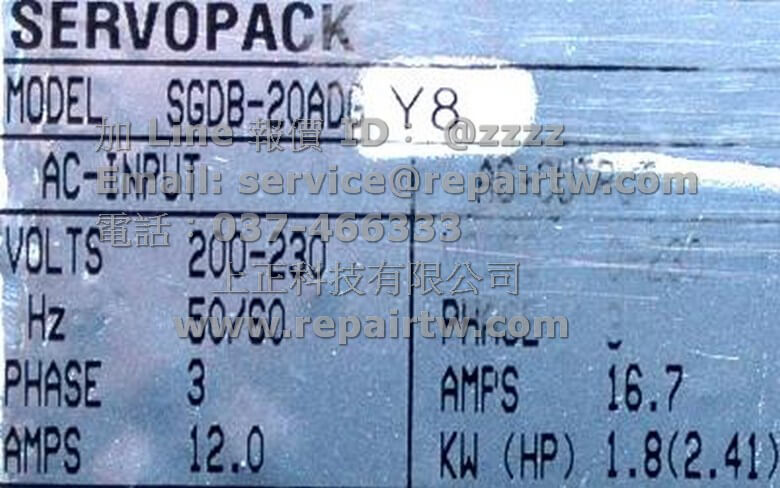 SERVOPACK
MODEL SGDB-20AD Y8
加 Line 報價 ID： @zzzz
AC-INPUT
Email: service@repairtw.com
電話：037-466333
VOLTS 200-230
上正科技有限公司
Hz 50/60
www.repairtw.com
PHASE 3 PHASE
AMPS 16.7
AMPS 12.0 KW (HP) 1.8(2.41)